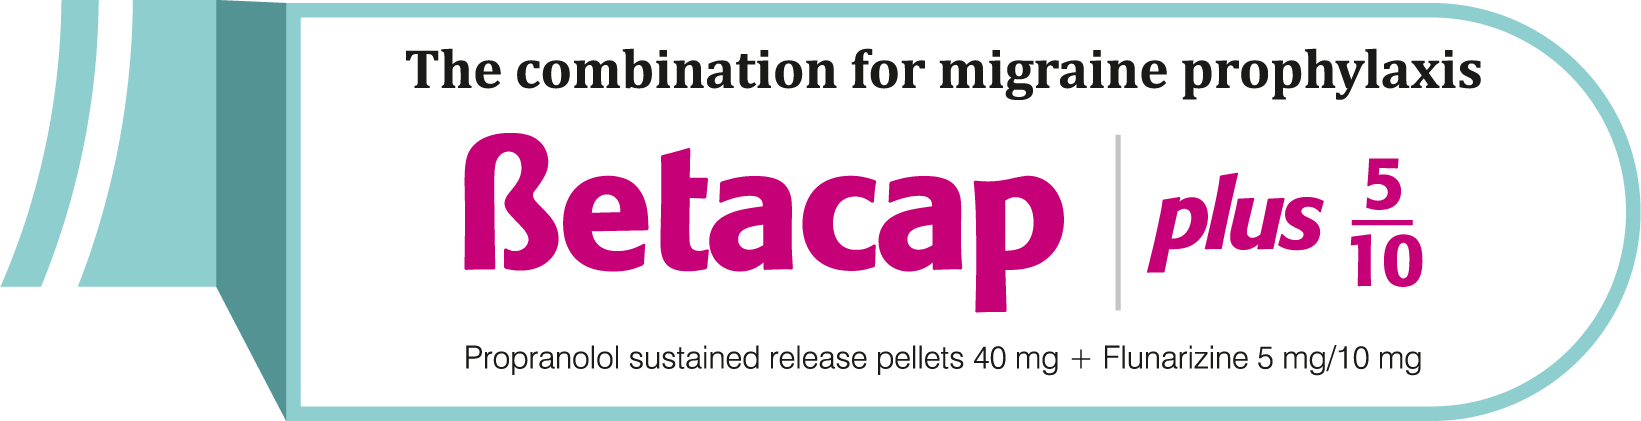 The combination for migraine prophylaxis
ßetacap | plus 5/10
Propranolol sustained release pellets 40 mg + Flunarizine 5 mg/10 mg